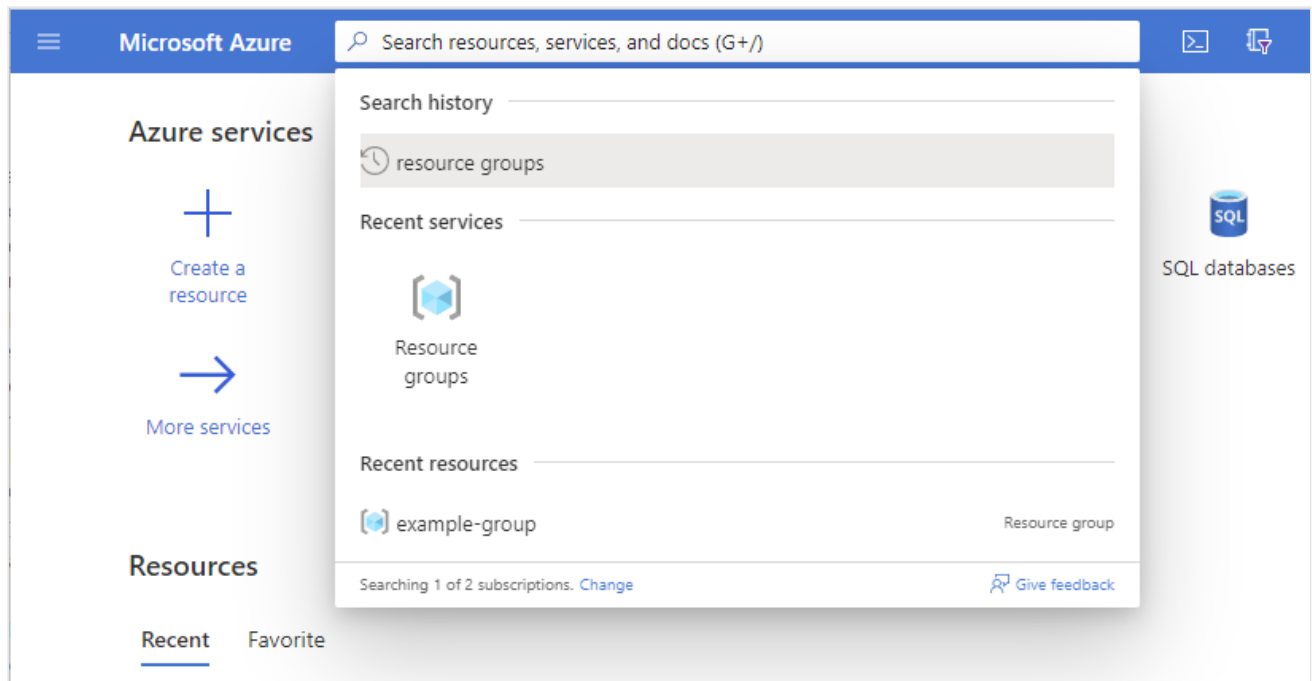 Microsoft Azure
Search resources, services, and docs (G+/)
Search history
resource groups
Recent services
Resource
groups
Recent resources
example-group Resource group
Searching 1 of 2 subscriptions. Change Give feedback
Azure services
Create a
resource
SQL
SQL databases
More services
Resources
Recent Favorite